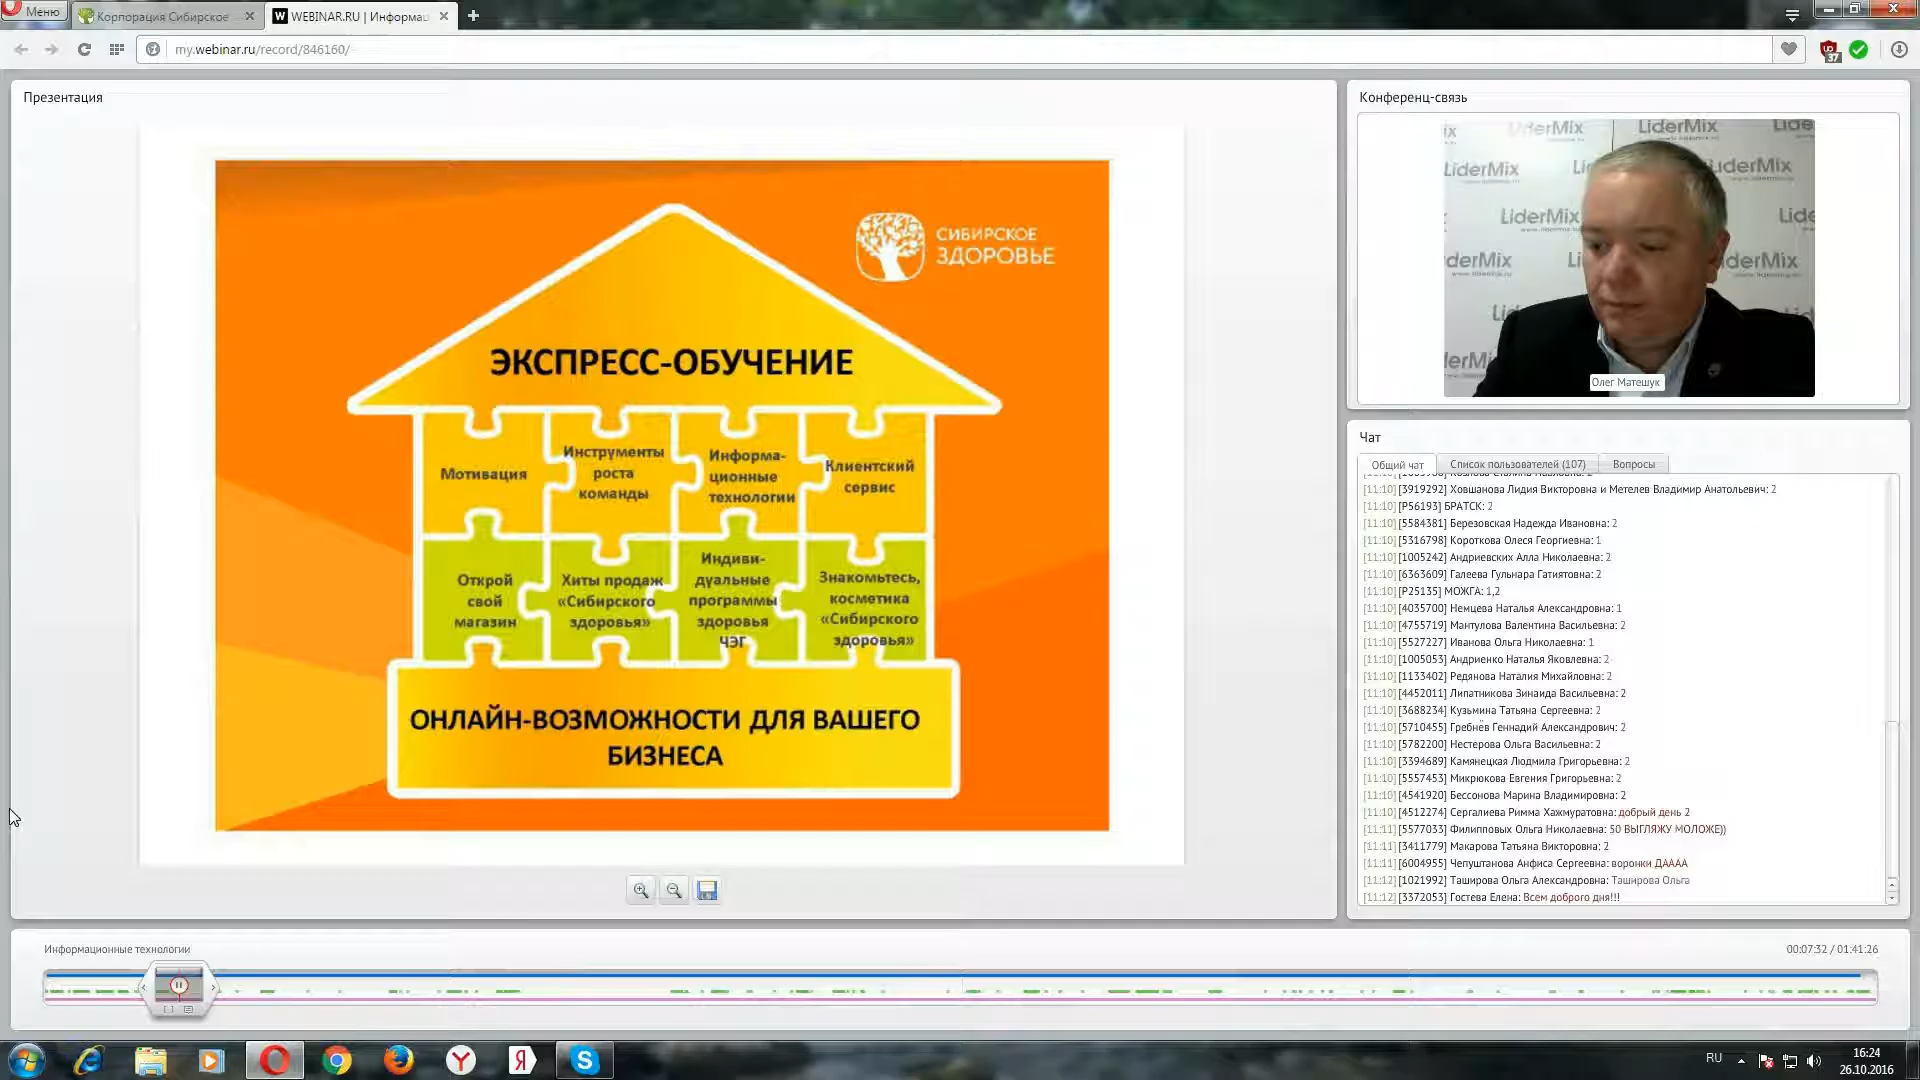 Меню
Корпорация Сибирское
WEBINAR.RU | Информац
my.webinar.ru/record/846160/
37
Презентация
СИБИРСКОЕ
ЗДОРОВЬЕ
ЭКСПРЕСС-ОБУЧЕНИЕ
Мотивация
Инструменты
роста
команды
Информа-
ционные
технологии
Клиентский
сервис
Открой
свой
магазин
Хиты продаж
«Сибирского
здоровья»
Индиви-
дуальные
программы
здоровья
ЧЭГ
Знакомьтесь,
косметика
«Сибирского
здоровья»
ОНЛАЙН-ВОЗМОЖНОСТИ ДЛЯ ВАШЕГО
БИЗНЕСА
Конференц-связь
LiderMix
LiderMix
LiderMix
LiderMix
Олег Матешук
Чат
Общий чат
Список пользователей (107)
Вопросы
[11:10] [3919292] Ховшанова Лидия Викторовна и Метелев Владимир Анатольевич: 2
[11:10] [P56193] БРАТСК: 2
[11:10] [5584381] Березовская Надежда Ивановна: 2
[11:10] [5316798] Короткова Олеся Георгиевна: 1
[11:10] [1005242] Андриевских Алла Николаевна: 2
[11:10] [6363609] Галеева Гульнара Гатиятовна: 2
[11:10] [P25135] МОЖГА: 1,2
[11:10] [4035700] Немцева Наталья Александровна: 1
[11:10] [4755719] Мантулова Валентина Васильевна: 2
[11:10] [5527227] Иванова Ольга Николаевна: 1
[11:10] [1005053] Андриенко Наталья Яковлевна: 2
[11:10] [1133402] Редянова Наталия Михайловна: 2
[11:10] [4452011] Липатникова Зинаида Васильевна: 2
[11:10] [3688234] Кузьмина Татьяна Сергеевна: 2
[11:10] [5710455] Гребнёв Геннадий Александрович: 2
[11:10] [5782200] Нестерова Ольга Васильевна: 2
[11:10] [3394689] Камянецкая Людмила Григорьевна: 2
[11:10] [5557453] Микрюкова Евгения Григорьевна: 2
[11:10] [4541920] Бессонова Марина Владимировна: 2
[11:10] [4512274] Сергалиева Римма Хажмуратовна: добрый день 2
[11:11] [5577033] Филипповых Ольга Николаевна: 50 ВЫГЛЯЖУ МОЛОЖЕ))
[11:11] [3411779] Макарова Татьяна Викторовна: 2
[11:11] [6004955] Чепуштанова Анфиса Сергеевна: воронки ДАААА
[11:12] [1021992] Таширова Ольга Александровна: Таширова Ольга
[11:12] [3372053] Гостева Елена: Всем доброго дня!!!
Информационные технологии
00:07:32 / 01:41:26
RU
16:24
26.10.2016